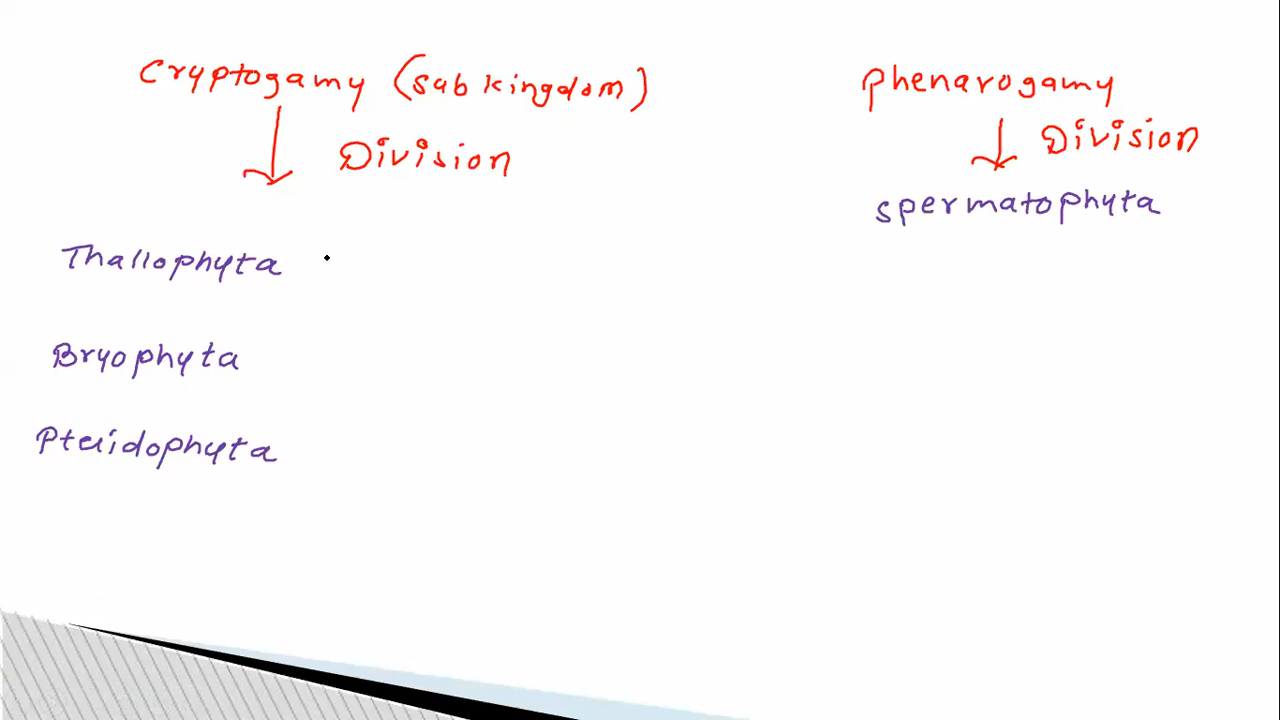 Cryptogamy (sub kingdom)
Division
Thallophyta
Bryophyta
Pteridophyta
Phenarogamy
Division
spermatophyta